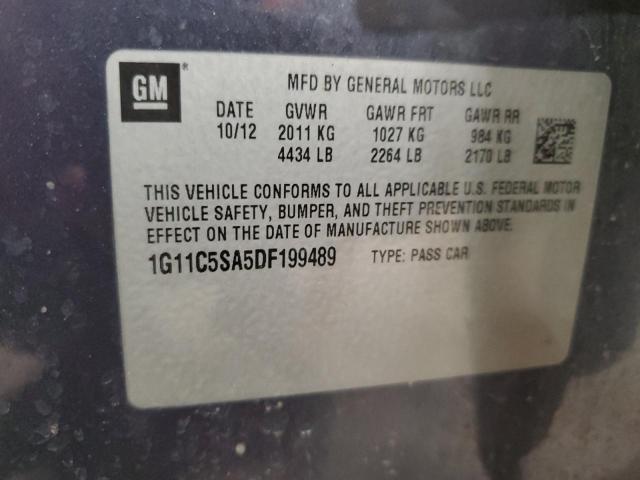 GM ®
MFD BY GENERAL MOTORS LLC
DATE GVWR GAWR FRT GAWR RR
10/12 2011 KG 1027 KG 984 KG
4434 LB 2264 LB 2170 LB
THIS VEHICLE CONFORMS TO ALL APPLICABLE U.S. FEDERAL MOTOR
VEHICLE SAFETY, BUMPER, AND THEFT PREVENTION STANDARDS IN
EFFECT ON THE DATE OF MANUFACTURE SHOWN ABOVE.
1G11C5SA5DF199489 TYPE: PASS CAR